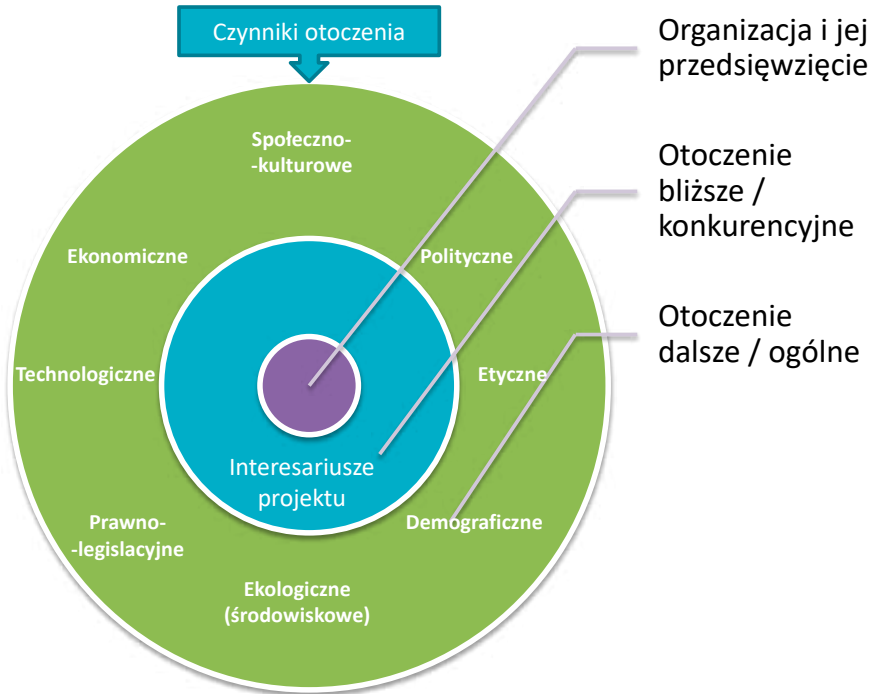 Czynniki otoczenia
Społeczno-
-kulturowe
Ekonomiczne
Polityczne
Technologiczne
Etyczne
Interesariusze
projektu
Prawno-
-legislacyjne
Demograficzne
Ekologiczne
(środowiskowe)
Organizacja i jej
przedsięwzięcie
Otoczenie
bliższe /
konkurencyjne
Otoczenie
dalsze / ogólne